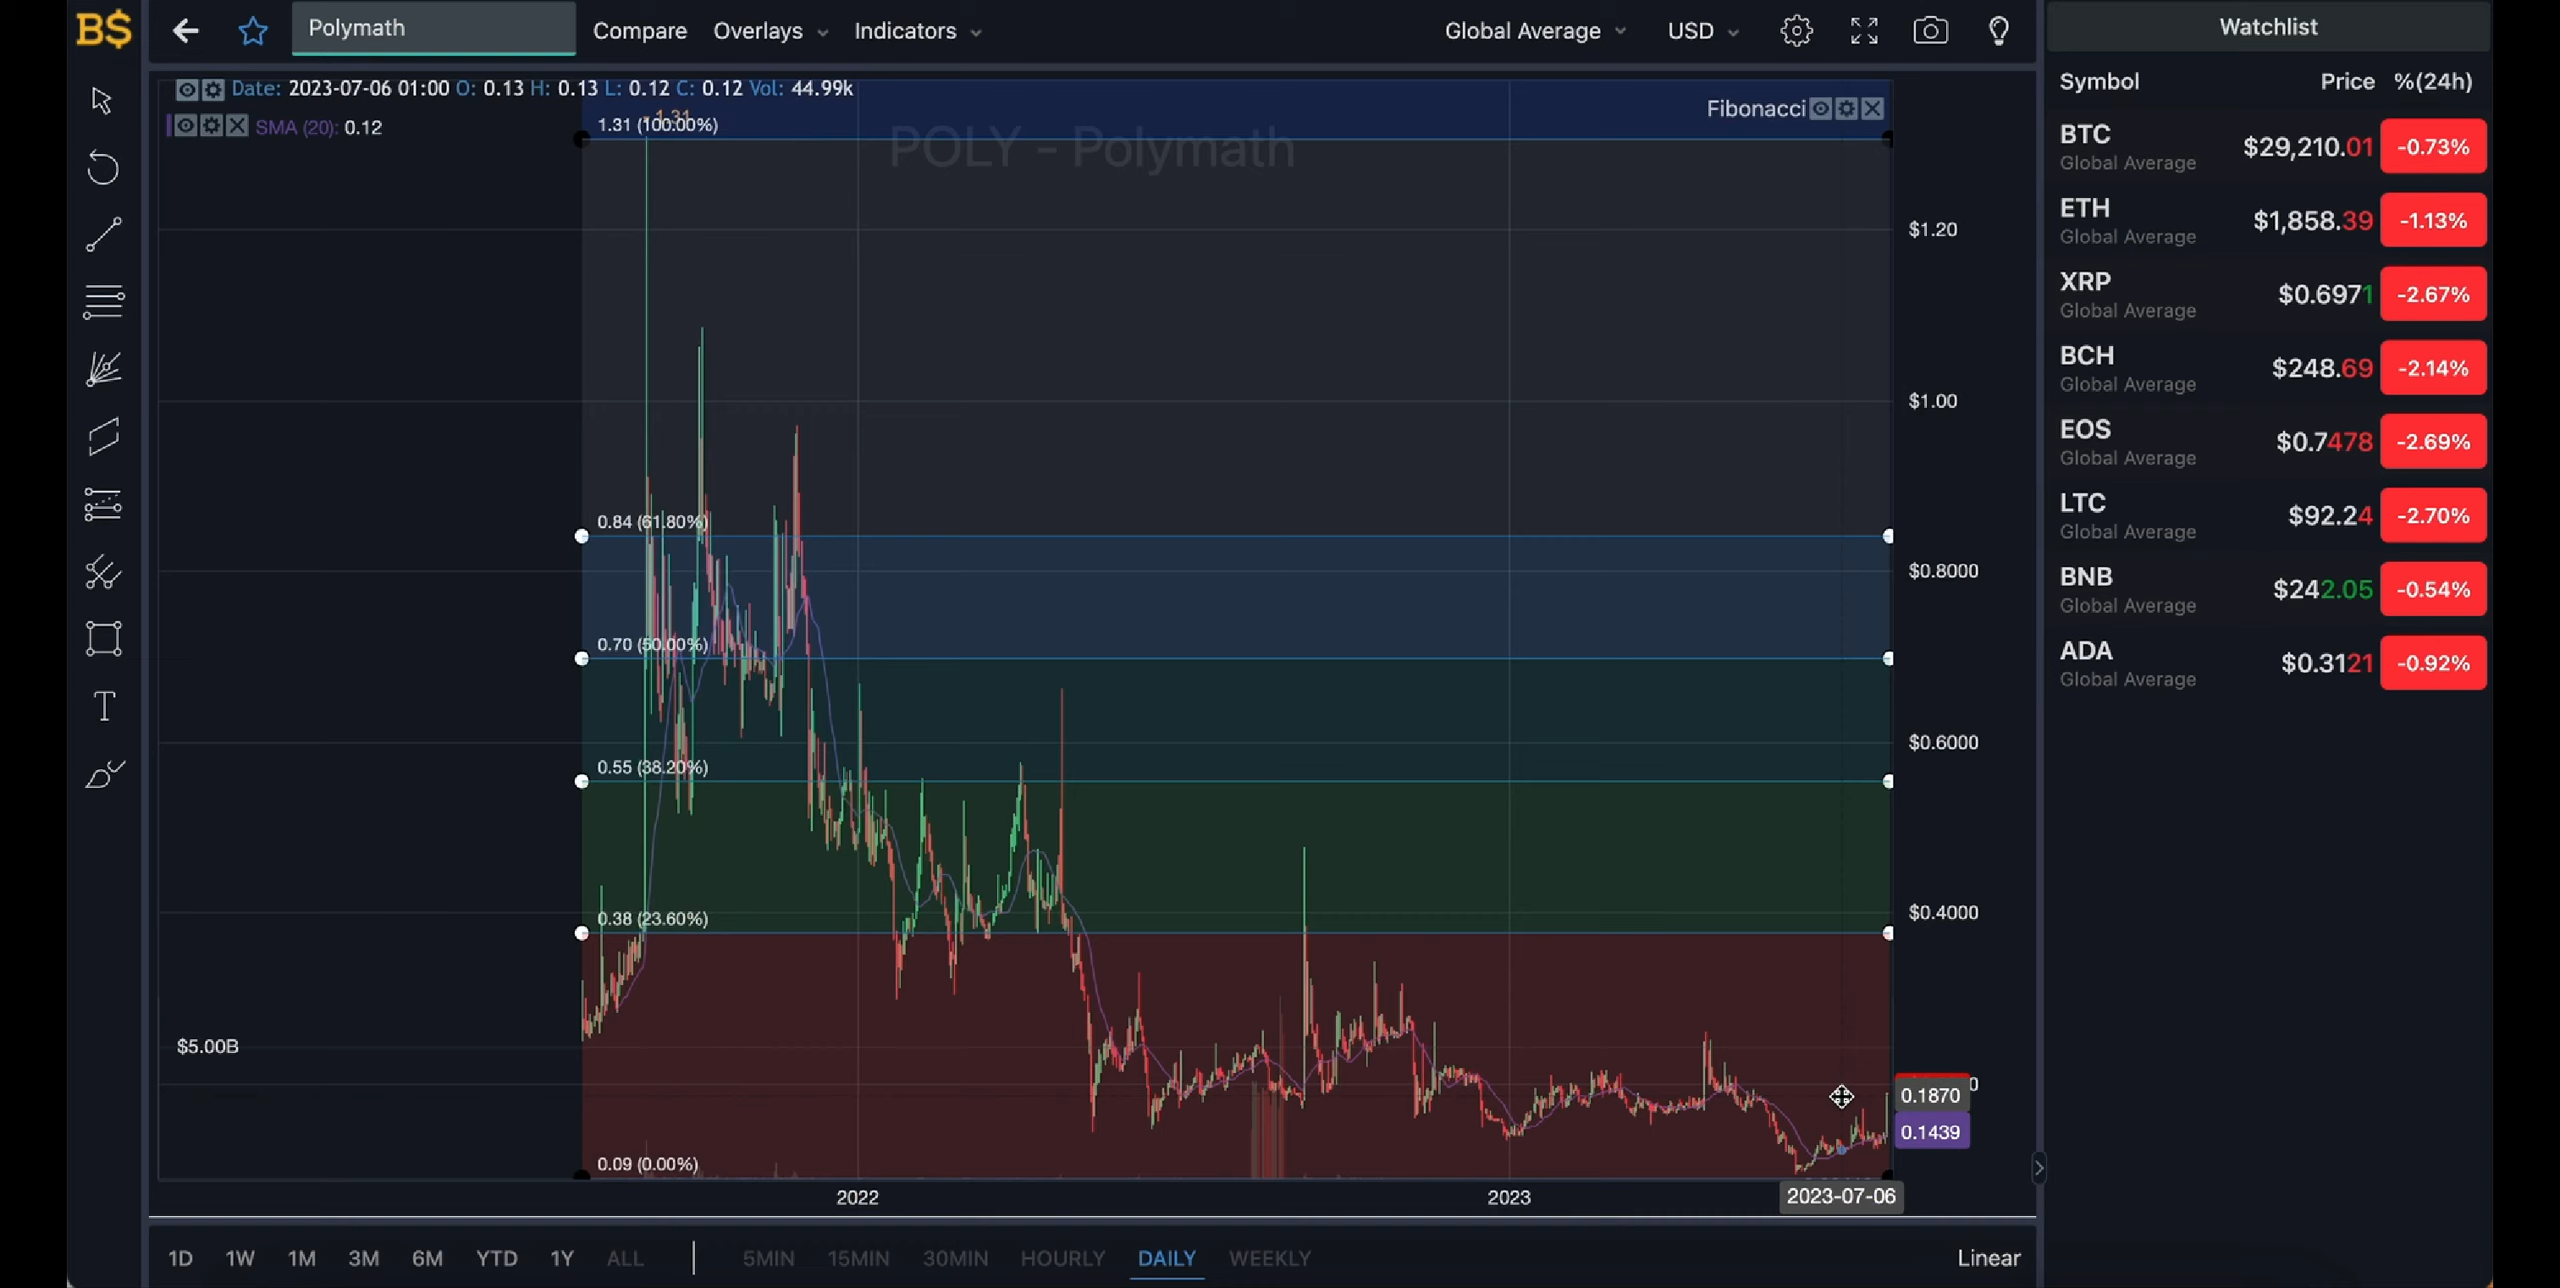 B$
Polymath
Compare
Overlays
Indicators
Global Average
USD
Date: 2023-07-06 01:00 O: 0.13 H: 0.13 L: 0.12 C: 0.12 Vol: 44.99k
SMA (20): 0.12
Fibonacci
POLY - Polymath
1.31
1.31 (100.00%)
0.84 (61.80%)
0.70 (50.00%)
0.55 (38.20%)
0.38 (23.60%)
0.09 (0.00%)
$5.00B
$1.20
$1.00
$0.8000
$0.6000
$0.4000
0.1870
0.1439
2022
2023
2023-07-06
1D 1W 1M 3M 6M YTD 1Y ALL
5MIN 15MIN 30MIN HOURLY DAILY WEEKLY
Linear
Watchlist
Symbol Price %(24h)
BTC $29,210.01 -0.73%
Global Average
ETH $1,858.39 -1.13%
Global Average
XRP $0.6971 -2.67%
Global Average
BCH $248.69 -2.14%
Global Average
EOS $0.7478 -2.69%
Global Average
LTC $92.24 -2.70%
Global Average
BNB $242.05 -0.54%
Global Average
ADA $0.3121 -0.92%
Global Average